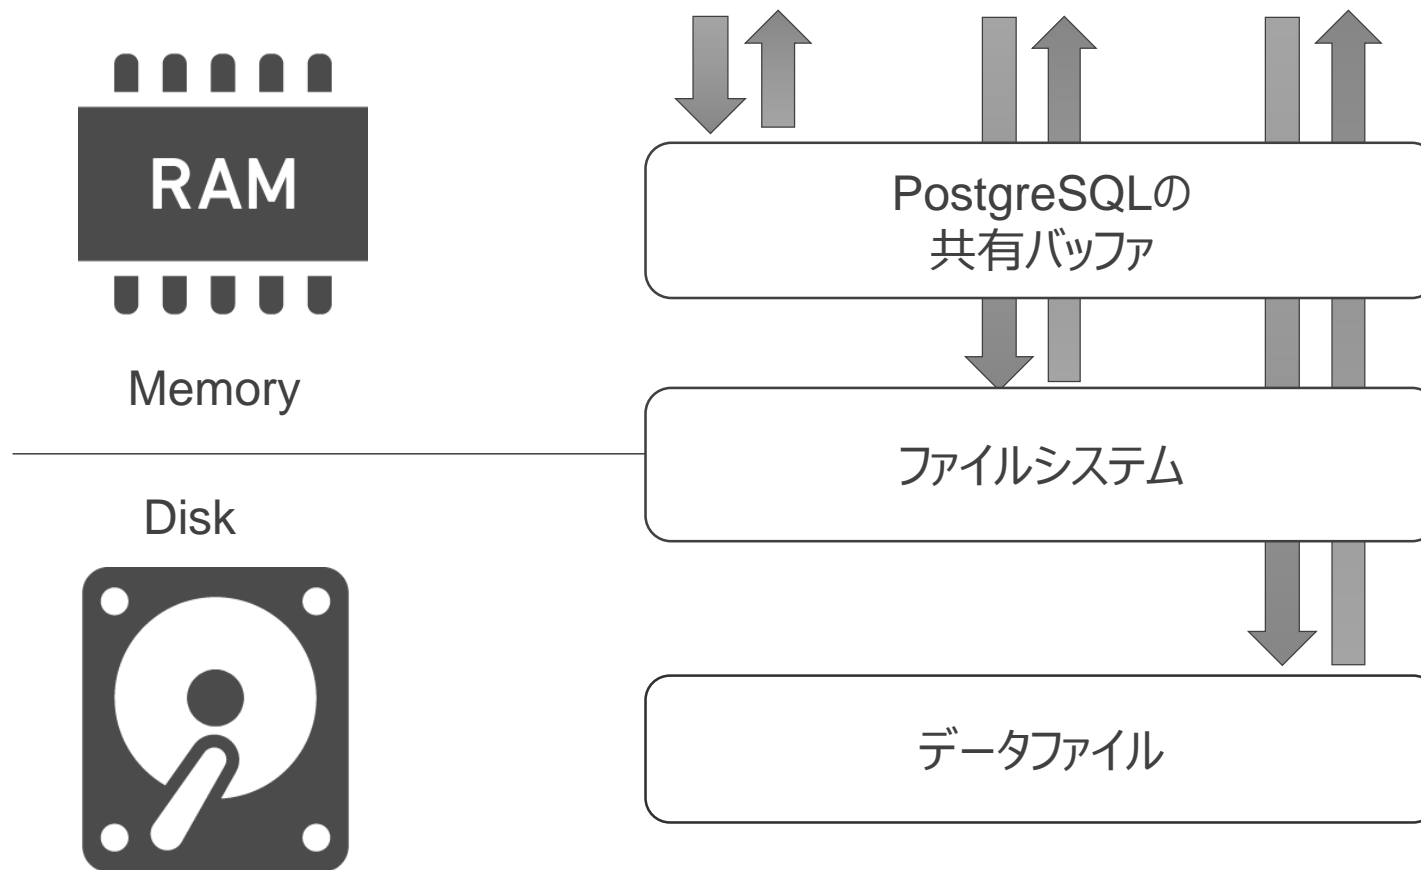 RAM
Memory
Disk
PostgreSQLの
共有バッファ
ファイルシステム
データファイル